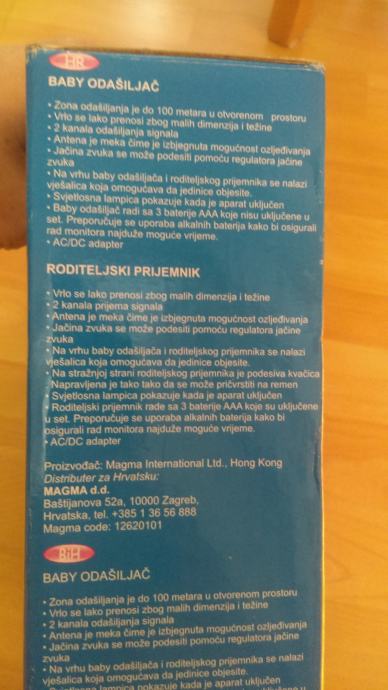 HR
BABY ODAŠILJAČ
• Zona odašiljanja je do 100 metara u otvorenom prostoru
• Vrlo se lako prenosi zbog malih dimenzija i težine
• 2 kanala odašiljanja signala
• Antena je meka čime je izbjegnuta mogućnost ozljeđivanja
• Jačina zvuka se može podesiti pomoću regulatora jačine
zvuka
• Na vrhu baby odašiljača i roditeljskog prijemnika se nalazi
vješalica koja omogućava da jedinice objesite.
• Svjetlosna lampica pokazuje kada je aparat uključen
• Baby odašiljač radi sa 3 baterije AAA koje nisu uključene u
set. Preporučuje se uporaba alkalnih baterija kako bi osigurali
rad monitora najduže moguće vrijeme.
• AC/DC adapter
RODITELJSKI PRIJEMNIK
• Vrlo se lako prenosi zbog malih dimenzija i težine
• 2 kanala prijema signala
• Antena je meka čime je izbjegnuta mogućnost ozljeđivanja
• Jačina zvuka se može podesiti pomoću regulatora jačine
zvuka
• Na vrhu baby odašiljača i roditeljskog prijemnika se nalazi
vješalica koja omogućava da jedinice objesite.
• Na stražnjoj strani roditeljskog prijemnika je podesiva kvačica
Napravljena je tako tako da se može pričvrstiti na remen
• Svjetlosna lampica pokazuje kada je aparat uključen
• Roditeljski prijemnik rade sa 3 baterije AAA koje su uključene
u set. Preporučuje se uporaba alkalnih baterija kako bi
osigurali rad monitora najduže moguće vrijeme.
• AC/DC adapter
Proizvođač: Magma International Ltd., Hong Kong
Distributer za Hrvatsku:
MAGMA d.d.
Baštijanova 52a, 10000 Zagreb,
Hrvatska, tel. +385 1 36 56 888
Magma code: 12620101
BiH
BABY ODAŠILJAČ
• Zona odašiljanja je do 100 metara u otvorenom prostoru
• Vrlo se lako prenosi zbog malih dimenzija i težine
• 2 kanala odašiljanja signala
• Antena je meka čime je izbjegnuta mogućnost ozljeđivanja
• Jačina zvuka se može podesiti pomoću regulatora jačine
zvuka
• Na vrhu baby odašiljača i roditeljskog prijemnika se nalazi
vješalica koja omogućava da jedinice objesite.
lampica pokazuje kada je aparat uključen